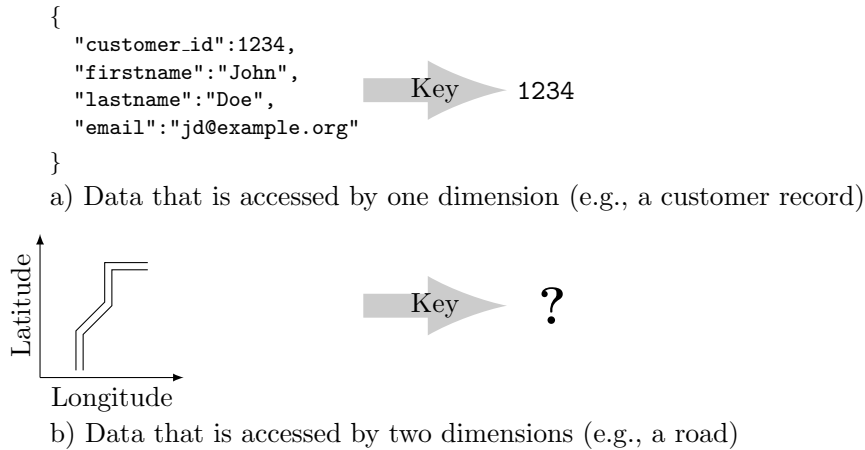 {
"customer_id":1234,
"firstname":"John",
"lastname":"Doe",
"email":"jd@example.org"
}
Key
1234
a) Data that is accessed by one dimension (e.g., a customer record)
Latitude
Longitude
Key
?
b) Data that is accessed by two dimensions (e.g., a road)